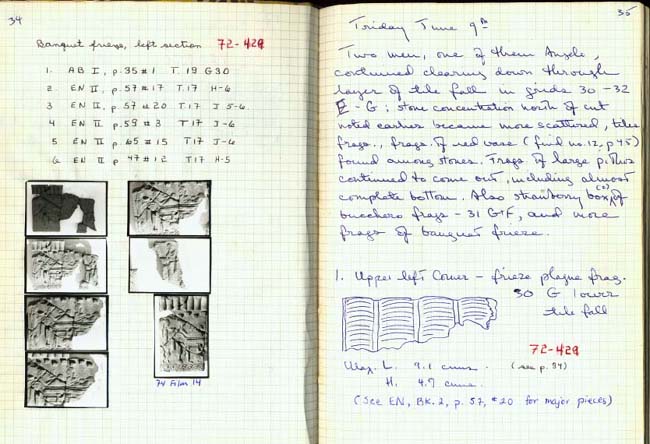 34
Banquet frieze, left section 72-429
1. AB I, p.35 #1 T.19 G30
2. EN II, p.57 #17 T.17 H-6
3 EN II, p.57 #20 T.17 J 5-6
4 EN II, p.59 #3 T.17 J-6
5 EN II p 65 #15 T.17 J-6
6 EN II p 47 #12 T17 H-5
74 Film 14
35
Friday June 9th
Two men, one of them Angelo,
continued clearing down through
layer of tile fall in grids 30-32
E-G: stone concentration north of cut
noted earlier became more scattered, tile
frags., frags. of red vase (find no.12, p45)
found among stones. Frags of large pithos
continued to come out, including almost
complete bottom. Also strawberry box of
bucchero frags - 31 G+F, and more
frags of banquet frieze.
1. Upper left Corner - frieze plaque frag.
30 G lower
tile fall
72-429
Max. L. 9.1 cms. (see p. 34)
H. 4.7 cms.
(See EN, BK. 2, p. 57, #20 for major pieces)